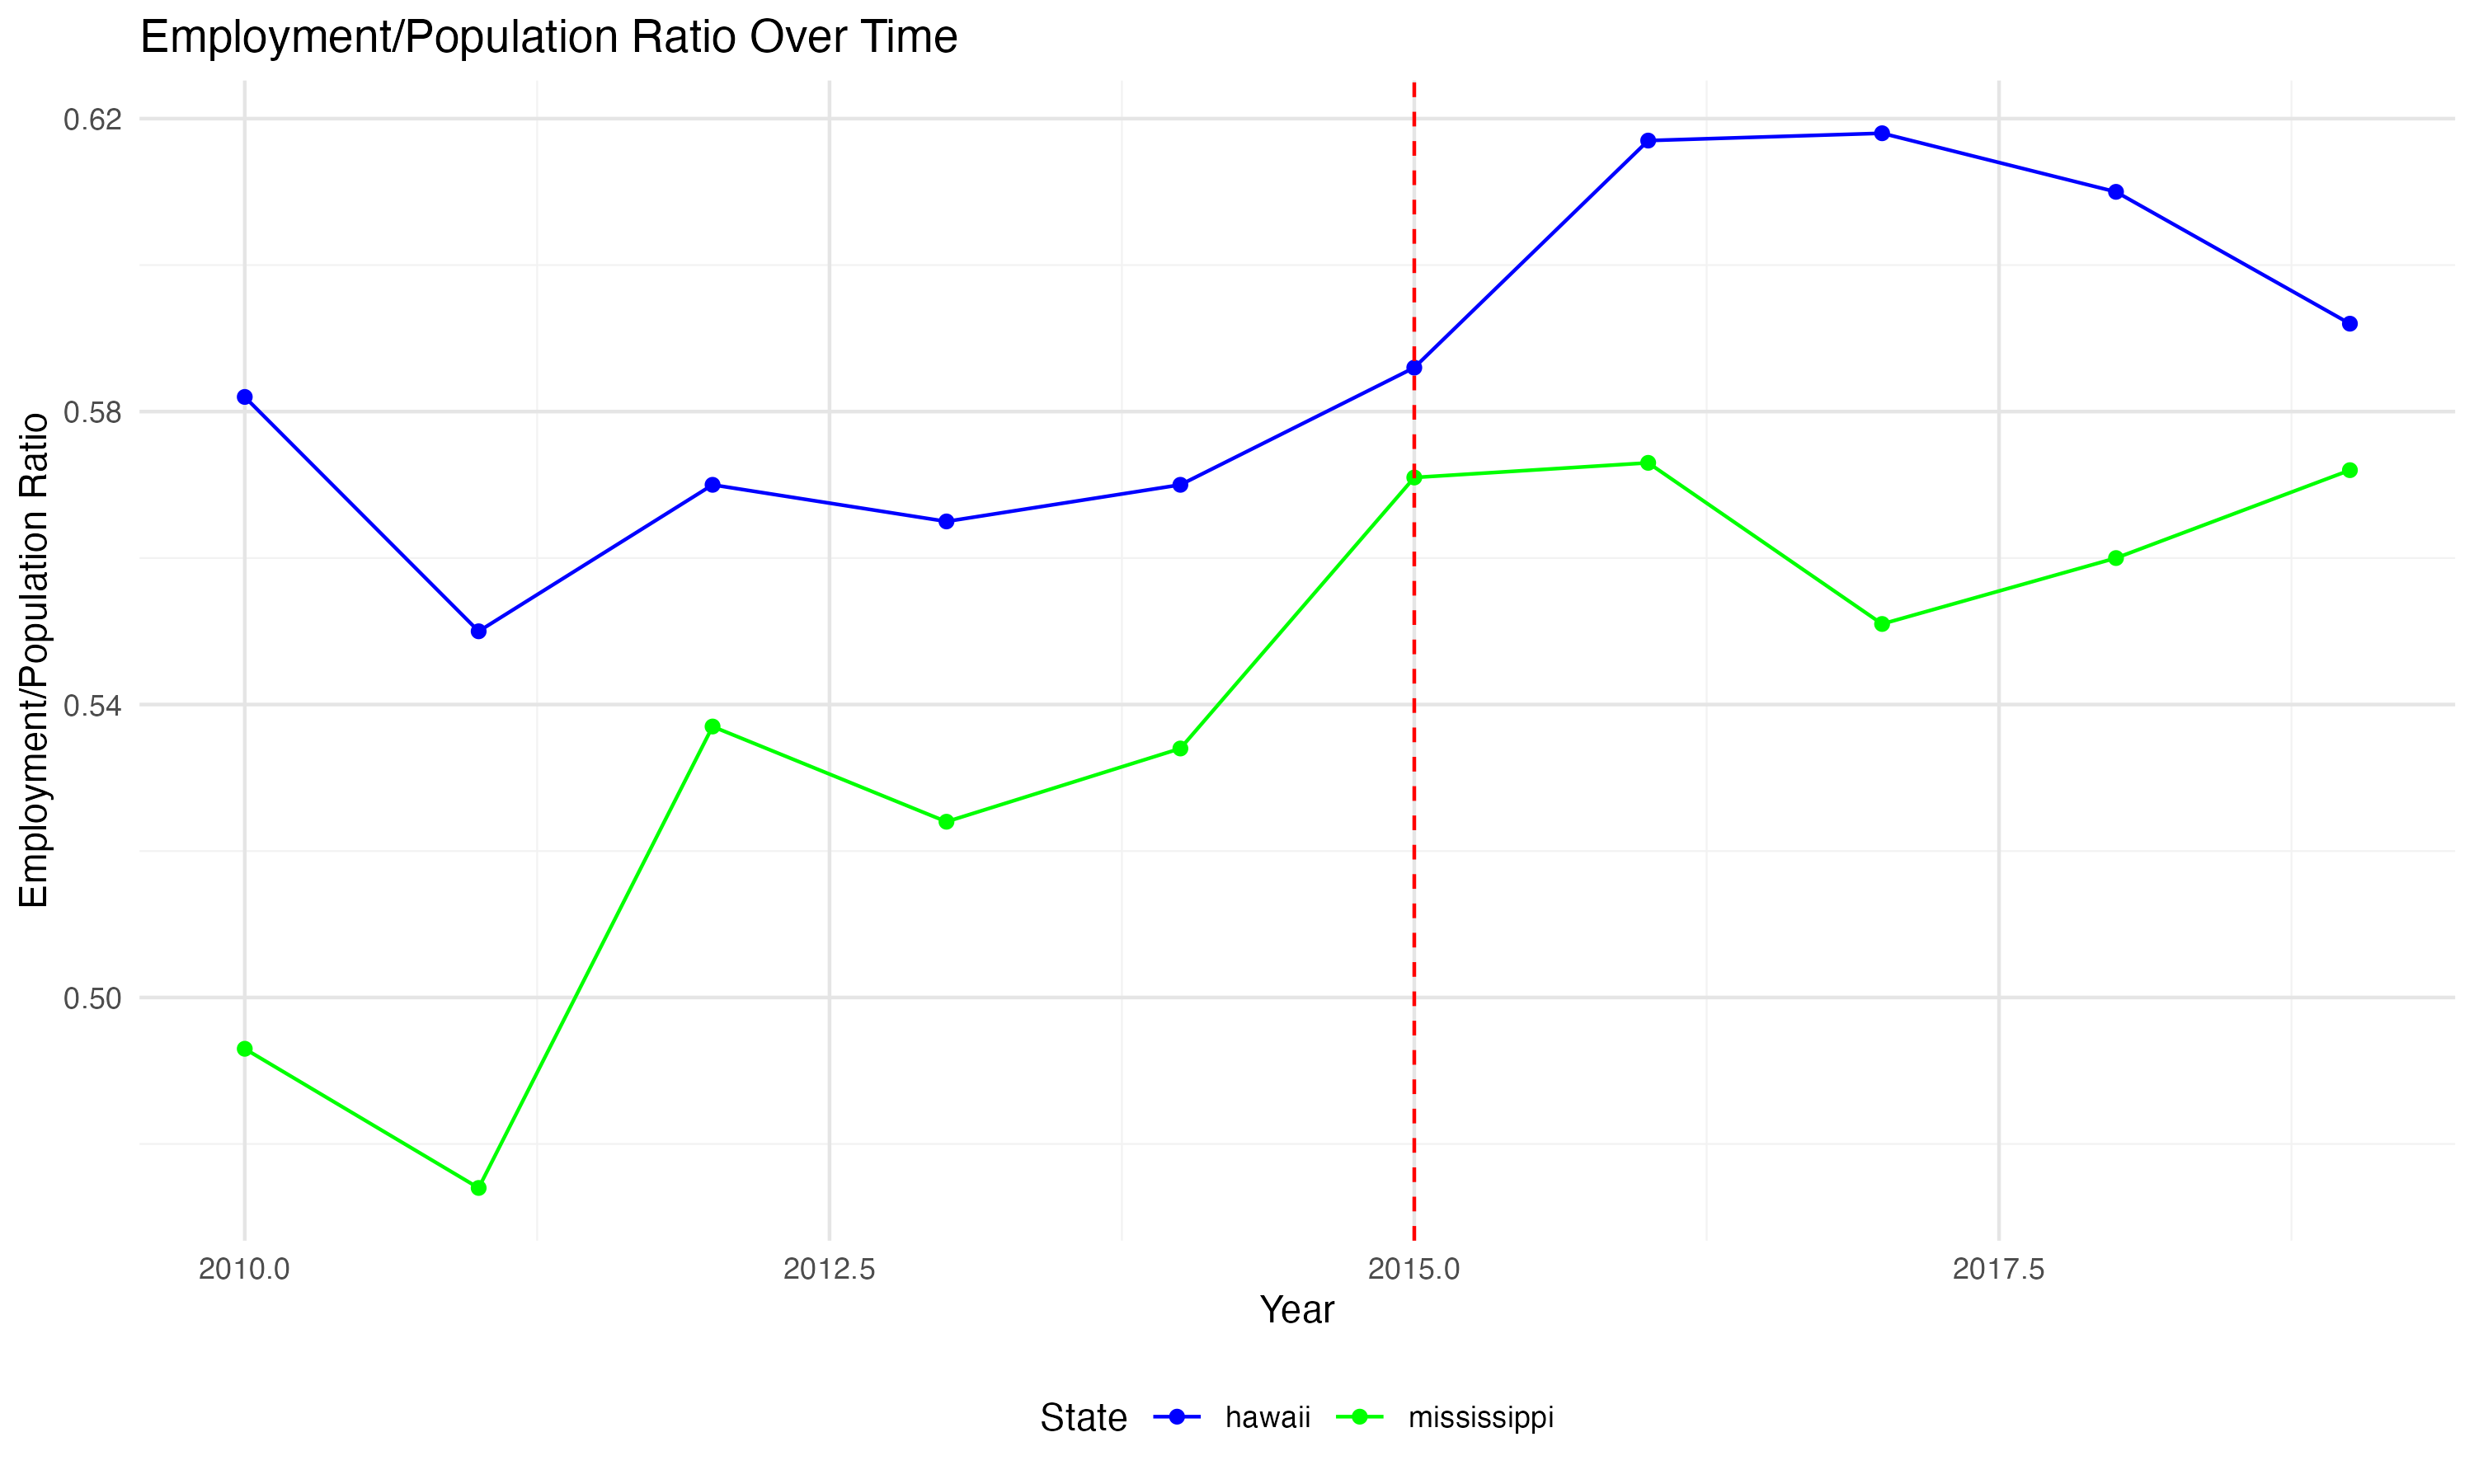 Employment/Population Ratio Over Time
Employment/Population Ratio
0.62
0.58
0.54
0.50
2010.0 2012.5 2015.0 2017.5
Year
State hawaii mississippi